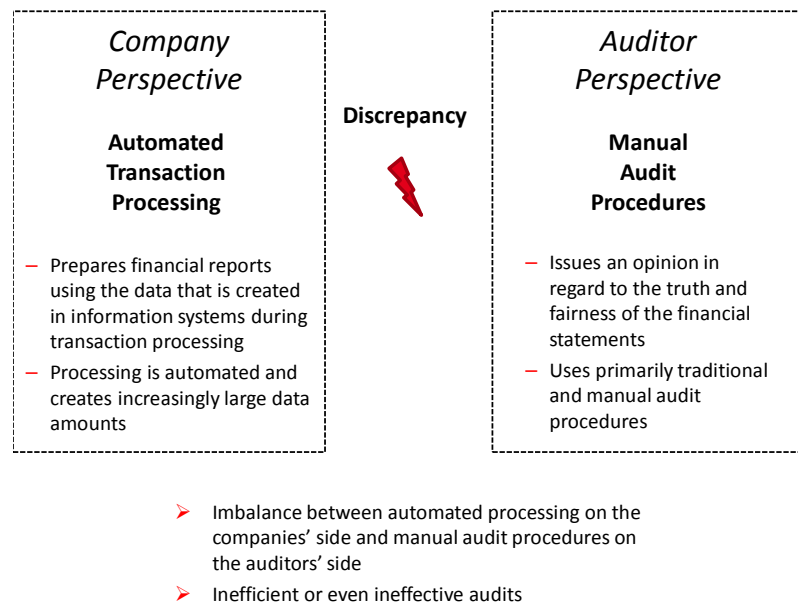 Company
Perspective
Automated
Transaction
Processing
– Prepares financial reports
using the data that is created
in information systems during
transaction processing
– Processing is automated and
creates increasingly large data
amounts
Discrepancy
Auditor
Perspective
Manual
Audit
Procedures
– Issues an opinion in
regard to the truth and
fairness of the financial
statements
– Uses primarily traditional
and manual audit
procedures
➢ Imbalance between automated processing on the
companies’ side and manual audit procedures on
the auditors’ side
➢ Inefficient or even ineffective audits